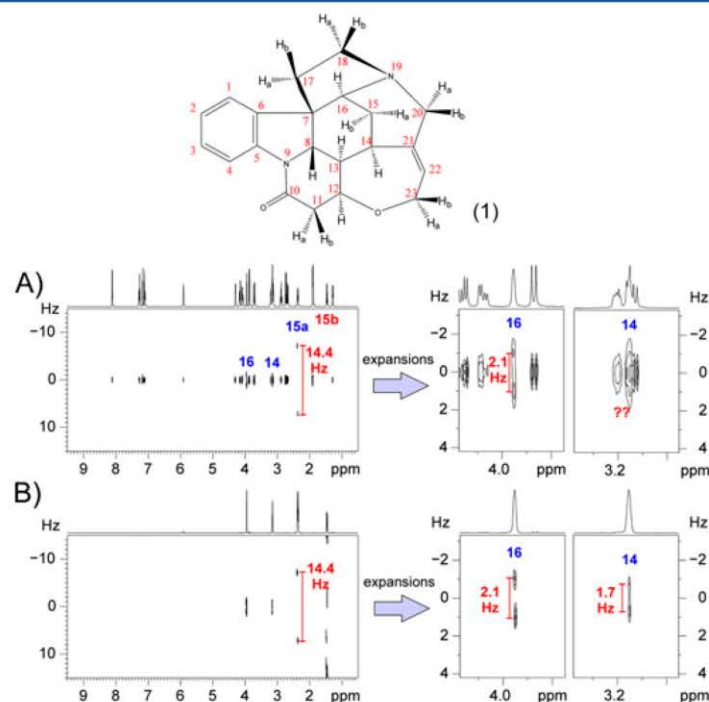 Ha
Hb
Hb
18
19
N
Ha
17
H
16
15
Ha
Hb
Ha
Hb
20
1
2
3
4
5
6
7
8
9
N
H
H
13
14
H
21
22
10
O
11
12
H
O
23
Hb
Ha
Ha
Hb
(1)
A)
Hz
-10
0
10
15a
15b
16
14
14.4
Hz
9 8 7 6 5 4 3 2 ppm
expansions
Hz
-2
0
2
4
16
2.1
Hz
4.0 ppm
Hz
-2
0
2
4
14
??
3.2 ppm
B)
Hz
-10
0
10
14.4
Hz
9 8 7 6 5 4 3 2 ppm
expansions
Hz
-2
0
2
4
16
2.1
Hz
4.0 ppm
Hz
-2
0
2
4
14
1.7
Hz
3.2 ppm